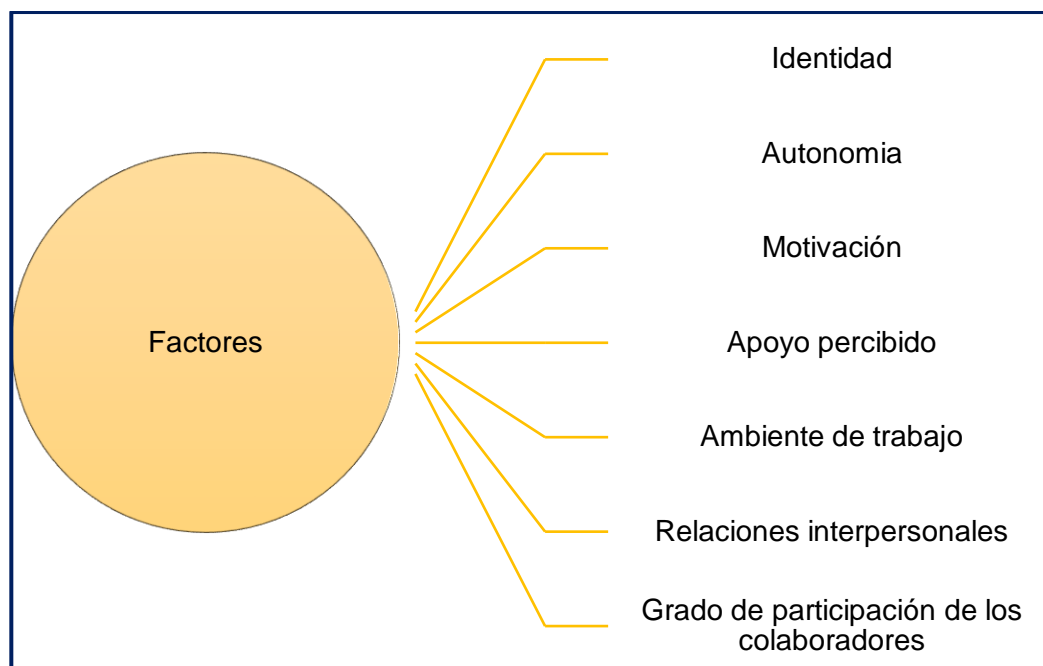 Factores
Identidad
Autonomia
Motivación
Apoyo percibido
Ambiente de trabajo
Relaciones interpersonales
Grado de participación de los
colaboradores